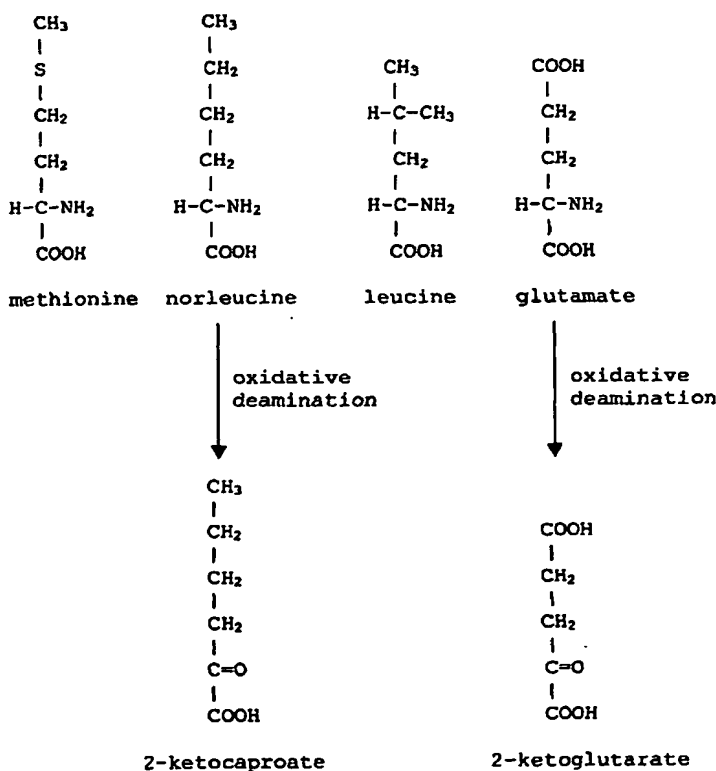 CH₃ CH₃
S CH₂ CH₃ COOH
CH₂ CH₂ H-C-CH₃ CH₂
CH₂ CH₂ CH₂ CH₂
H-C-NH₂ H-C-NH₂ H-C-NH₂ H-C-NH₂
COOH COOH COOH COOH
methionine norleucine leucine glutamate
oxidative oxidative
deamination deamination
CH₃
CH₂ COOH
CH₂ CH₂
CH₂ CH₂
C=O C=O
COOH COOH
2-ketocaproate 2-ketoglutarate